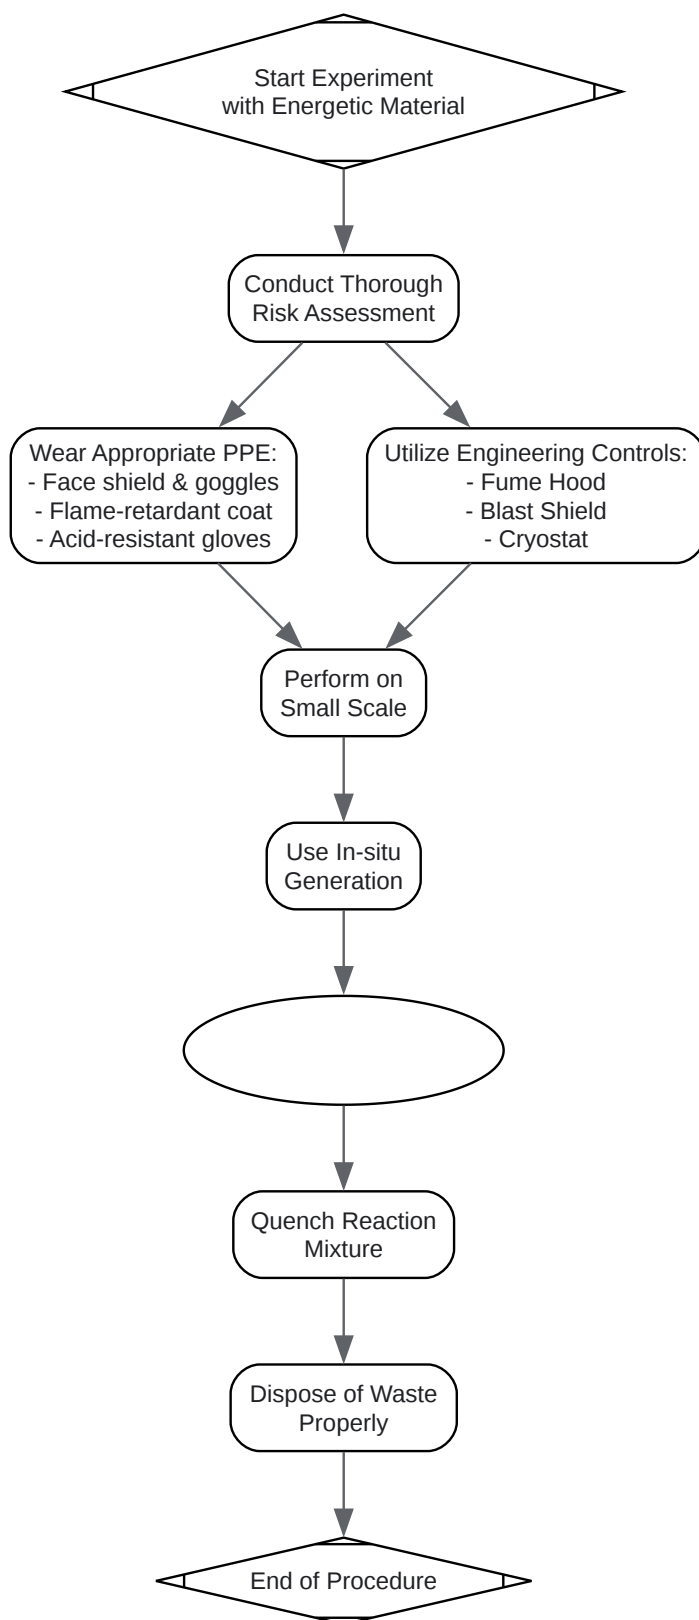 Start Experiment
with Energetic Material
Conduct Thorough
Risk Assessment
Wear Appropriate PPE:
- Face shield & goggles
- Flame-retardant coat
- Acid-resistant gloves
Utilize Engineering Controls:
- Fume Hood
- Blast Shield
- Cryostat
Perform on
Small Scale
Use In-situ
Generation
Quench Reaction
Mixture
Dispose of Waste
Properly
End of Procedure